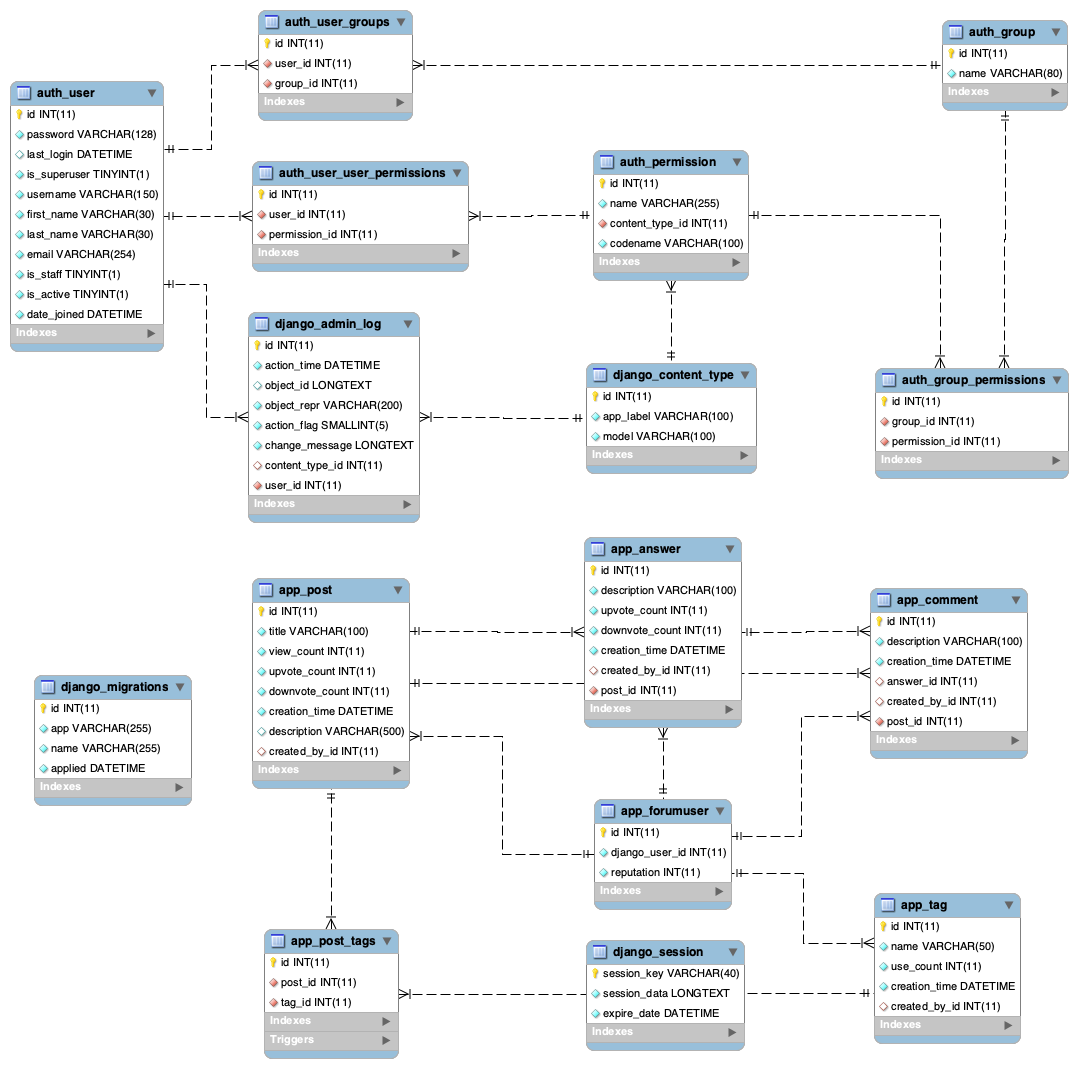 auth_user_groups
id INT(11)
user_id INT(11)
group_id INT(11)
Indexes
auth_group
id INT(11)
name VARCHAR(80)
Indexes
auth_user
id INT(11)
password VARCHAR(128)
last_login DATETIME
is_superuser TINYINT(1)
username VARCHAR(150)
first_name VARCHAR(30)
last_name VARCHAR(30)
email VARCHAR(254)
is_staff TINYINT(1)
is_active TINYINT(1)
date_joined DATETIME
Indexes
auth_user_user_permissions
id INT(11)
user_id INT(11)
permission_id INT(11)
Indexes
auth_permission
id INT(11)
name VARCHAR(255)
content_type_id INT(11)
codename VARCHAR(100)
Indexes
django_admin_log
id INT(11)
action_time DATETIME
object_id LONGTEXT
object_repr VARCHAR(200)
action_flag SMALLINT(5)
change_message LONGTEXT
content_type_id INT(11)
user_id INT(11)
Indexes
django_content_type
id INT(11)
app_label VARCHAR(100)
model VARCHAR(100)
Indexes
auth_group_permissions
id INT(11)
group_id INT(11)
permission_id INT(11)
Indexes
app_post
id INT(11)
title VARCHAR(100)
view_count INT(11)
upvote_count INT(11)
downvote_count INT(11)
creation_time DATETIME
description VARCHAR(500)
created_by_id INT(11)
Indexes
app_answer
id INT(11)
description VARCHAR(100)
upvote_count INT(11)
downvote_count INT(11)
creation_time DATETIME
created_by_id INT(11)
post_id INT(11)
Indexes
app_comment
id INT(11)
description VARCHAR(100)
creation_time DATETIME
answer_id INT(11)
created_by_id INT(11)
post_id INT(11)
Indexes
django_migrations
id INT(11)
app VARCHAR(255)
name VARCHAR(255)
applied DATETIME
Indexes
app_forumuser
id INT(11)
django_user_id INT(11)
reputation INT(11)
Indexes
app_post_tags
id INT(11)
post_id INT(11)
tag_id INT(11)
Indexes
Triggers
django_session
session_key VARCHAR(40)
session_data LONGTEXT
expire_date DATETIME
Indexes
app_tag
id INT(11)
name VARCHAR(50)
use_count INT(11)
creation_time DATETIME
created_by_id INT(11)
Indexes